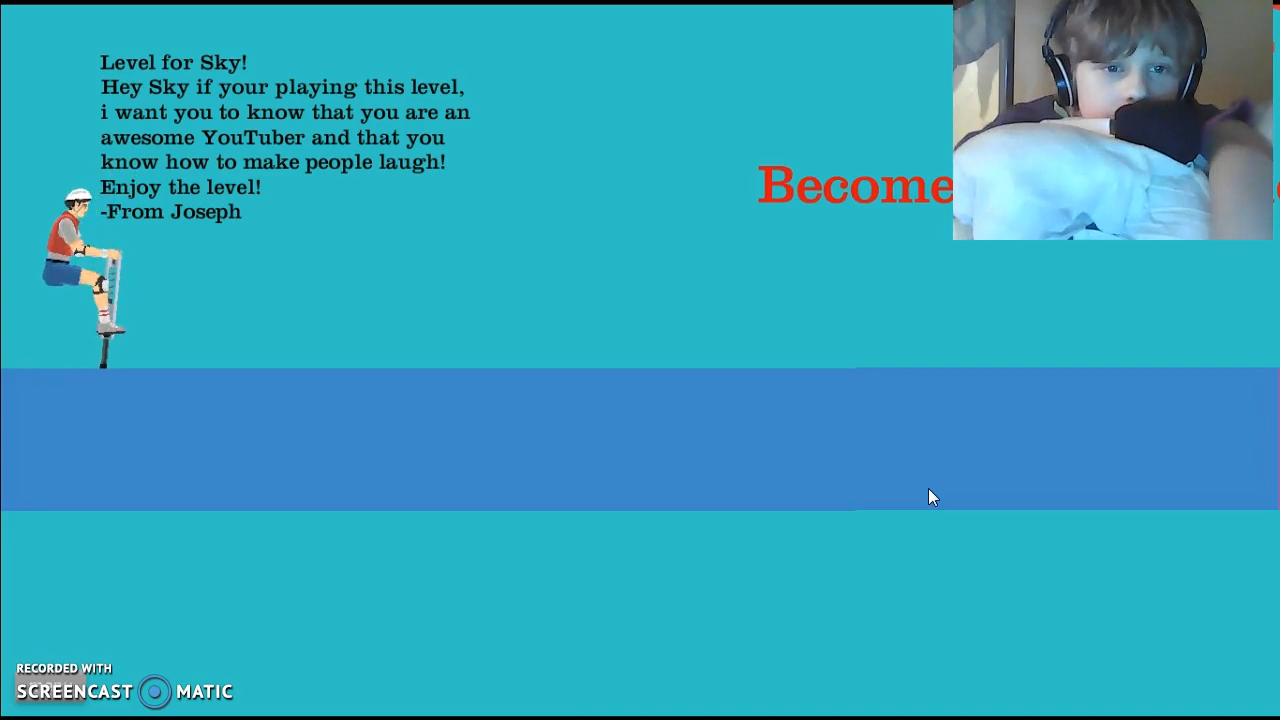 Level for Sky!
Hey Sky if your playing this level,
i want you to know that you are an
awesome YouTuber and that you
know how to make people laugh!
Enjoy the level!
-From Joseph
Become
RECORDED WITH
SCREENCAST MATIC